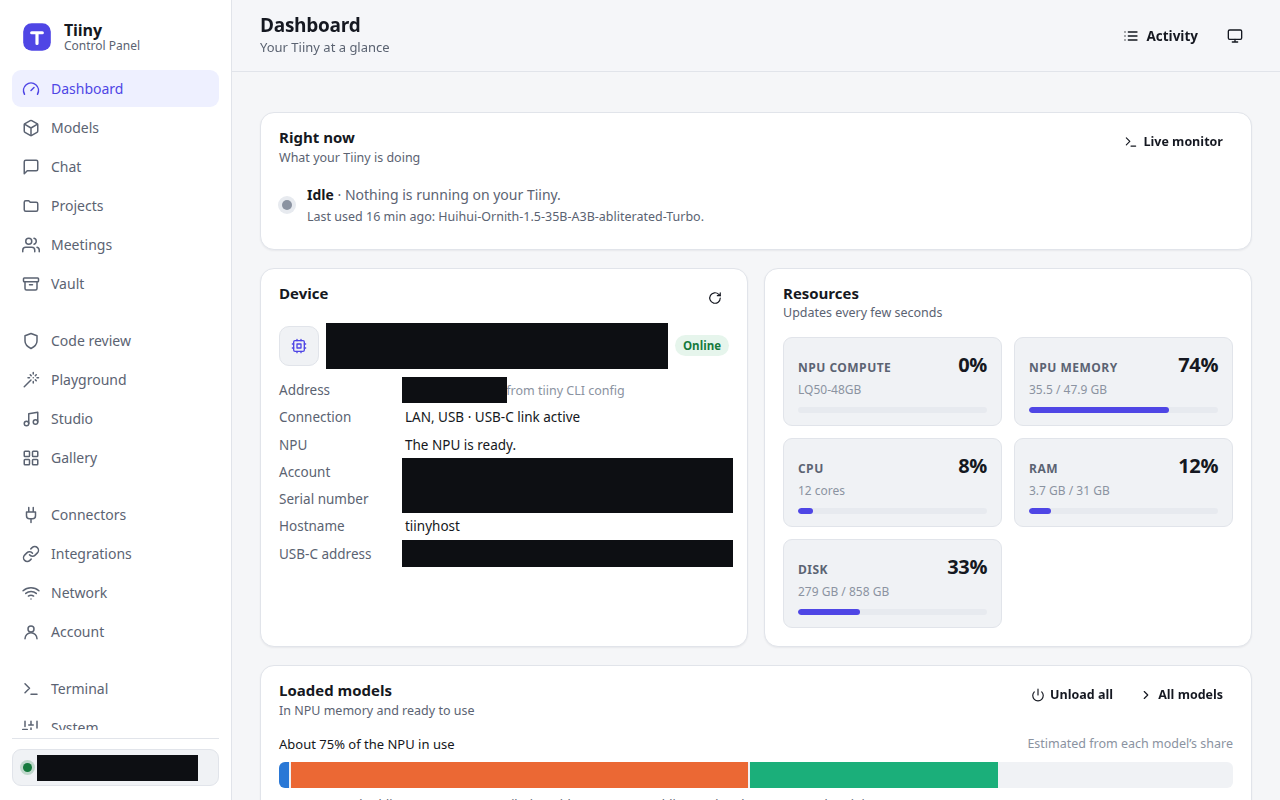 Tiiny
Control Panel
Dashboard
Models
Chat
Projects
Meetings
Vault
Code review
Playground
Studio
Gallery
Connectors
Integrations
Network
Account
Terminal
System
Dashboard
Your Tiiny at a glance
Activity
Right now
What your Tiiny is doing
Live monitor
Idle · Nothing is running on your Tiiny.
Last used 16 min ago: Huihui-Ornith-1.5-35B-A3B-abliterated-Turbo.
Device
Online
Address from tiiny CLI config
Connection LAN, USB · USB-C link active
NPU The NPU is ready.
Account
Serial number
Hostname tiinyhost
USB-C address
Resources
Updates every few seconds
NPU COMPUTE 0%
LQ50-48GB
NPU MEMORY 74%
35.5 / 47.9 GB
CPU 8%
12 cores
RAM 12%
3.7 GB / 31 GB
DISK 33%
279 GB / 858 GB
Loaded models
In NPU memory and ready to use
Unload all
All models
About 75% of the NPU in use
Estimated from each model's share